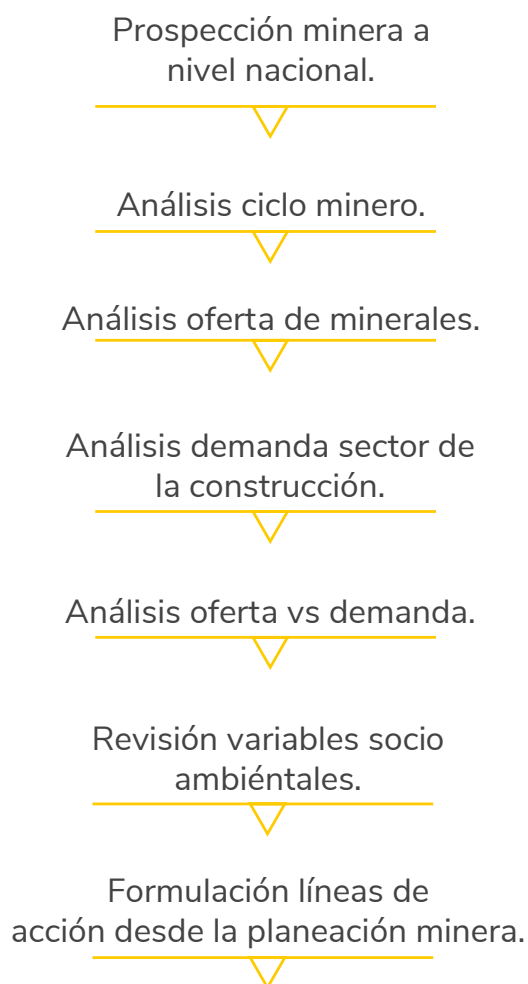 Prospección minera a
nivel nacional.
Análisis ciclo minero.
Análisis oferta de minerales.
Análisis demanda sector de
la construcción.
Análisis oferta vs demanda.
Revisión variables socio
ambiéntales.
Formulación líneas de
acción desde la planeación minera.